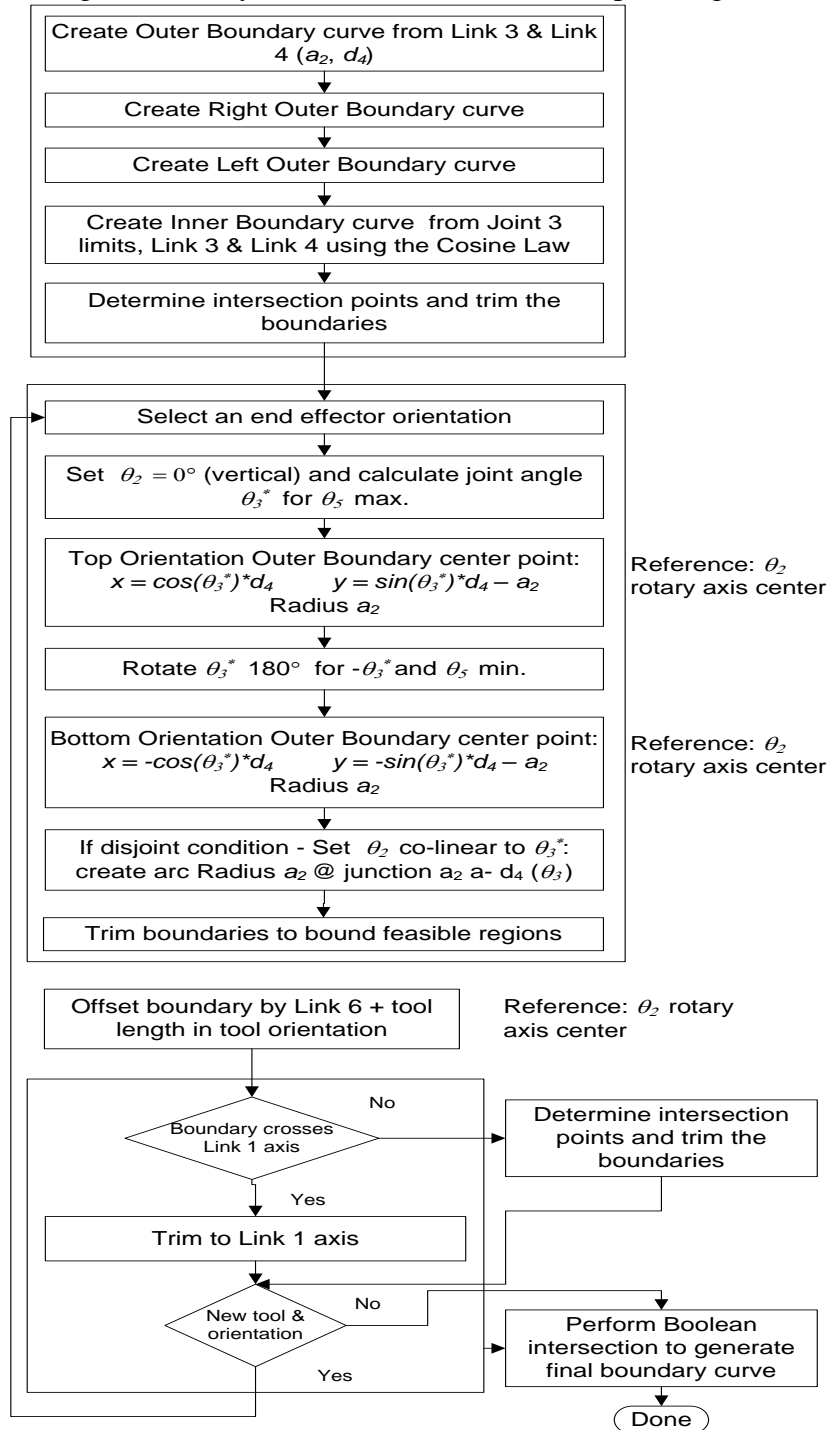 Create Outer Boundary curve from Link 3 & Link
4 (a₂, d₄)
Create Right Outer Boundary curve
Create Left Outer Boundary curve
Create Inner Boundary curve from Joint 3
limits, Link 3 & Link 4 using the Cosine Law
Determine intersection points and trim the
boundaries
Select an end effector orientation
Set θ₂ = 0° (vertical) and calculate joint angle
θ₃* for θ₅ max.
Top Orientation Outer Boundary center point:
x = cos(θ₃*)*d₄ y = sin(θ₃*)*d₄ – a₂
Radius a₂
Reference: θ₂
rotary axis center
Rotate θ₃* 180° for -θ₃* and θ₅ min.
Bottom Orientation Outer Boundary center point:
x = -cos(θ₃*)*d₄ y = -sin(θ₃*)*d₄ – a₂
Radius a₂
Reference: θ₂
rotary axis center
If disjoint condition - Set θ₂ co-linear to θ₃*:
create arc Radius a₂ @ junction a₂ a- d₄ (θ₃)
Trim boundaries to bound feasible regions
Offset boundary by Link 6 + tool
length in tool orientation
Reference: θ₂ rotary
axis center
Boundary crosses
Link 1 axis
No
Determine intersection
points and trim the
boundaries
Yes
Trim to Link 1 axis
New tool &
orientation
No
Yes
Perform Boolean
intersection to generate
final boundary curve
Done